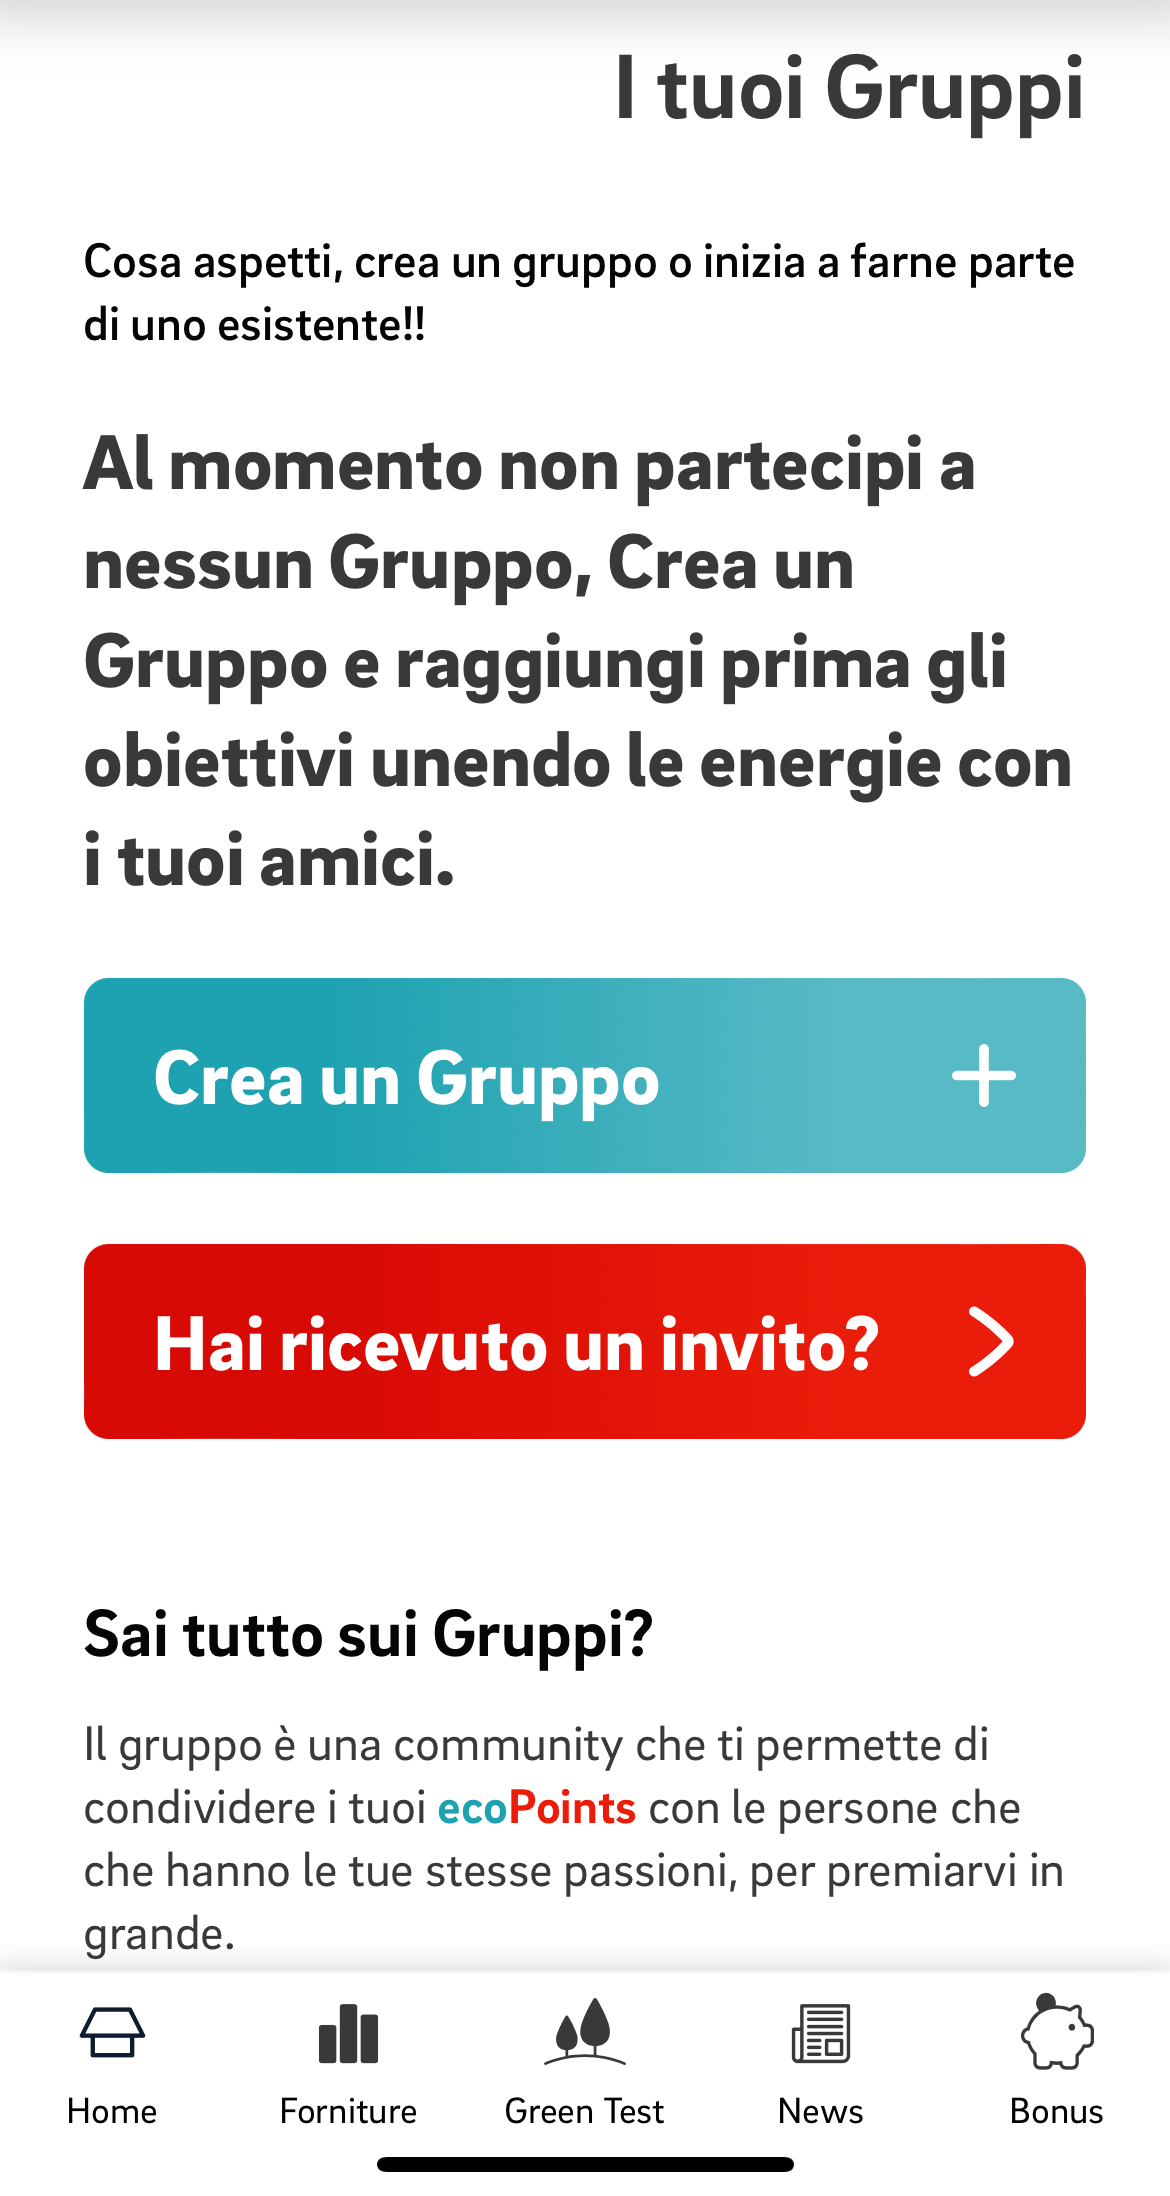 I tuoi Gruppi
Cosa aspetti, crea un gruppo o inizia a farne parte
di uno esistente!!
Al momento non partecipi a
nessun Gruppo, Crea un
Gruppo e raggiungi prima gli
obiettivi unendo le energie con
i tuoi amici.
Crea un Gruppo
Hai ricevuto un invito?
Sai tutto sui Gruppi?
Il gruppo è una community che ti permette di
condividere i tuoi ecoPoints con le persone che
che hanno le tue stesse passioni, per premiarvi in
grande.
Home Forniture Green Test News Bonus